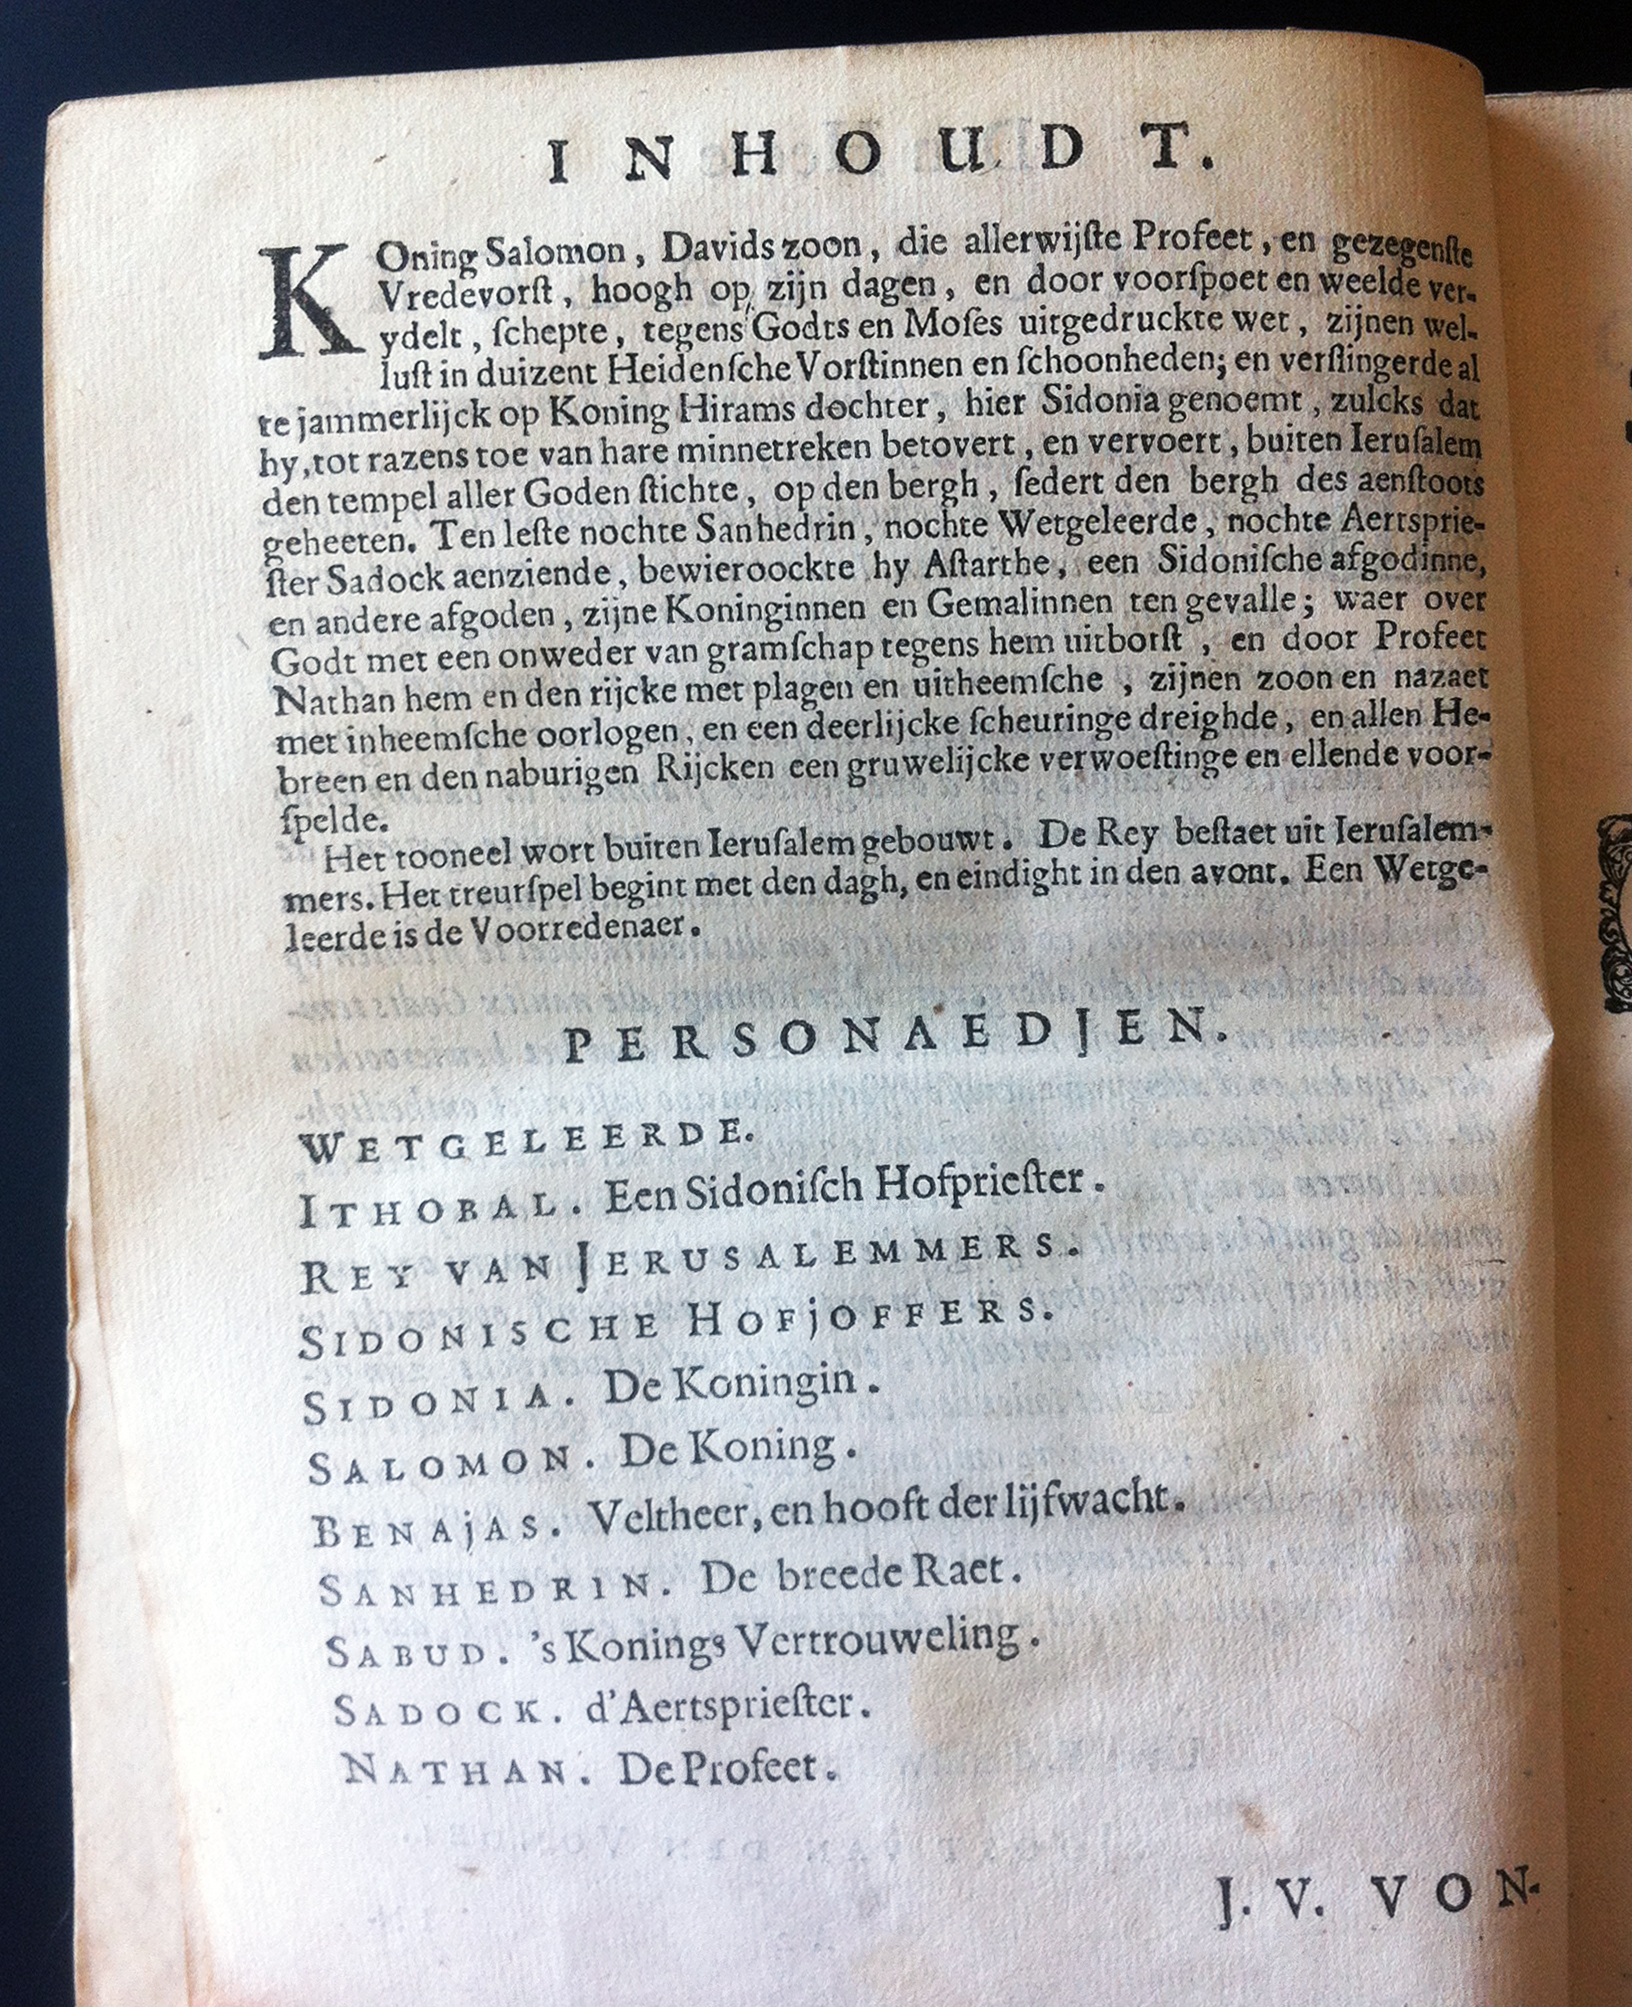 INHOUDT.
KOning Salomon, Davids zoon, die allerwijſte Profeet, en gezegenſte
Vredevorſt, hoogh op zijn dagen, en door voorſpoet en weelde ver-
ydelt, ſchepte, tegens Godts en Moſes uitgedruckte wet, zijnen wel-
luſt in duizent Heidenſche Vorſtinnen en ſchoonheden; en verſlingerde al
te jammerlijck op Koning Hirams dochter, hier Sidonia genoemt, zulcks dat
hy, tot razens toe van hare minnetreken betovert, en vervoert, buiten Ieruſalem
den tempel aller Goden ſtichte, op den bergh, ſedert den bergh des aenſtoots
geheeten. Ten leſte nochte Sanhedrin, nochte Wetgeleerde, nochte Aertsprie-
ſter Sadock aenziende, bewieroockte hy Aſtarthe, een Sidoniſche afgodinne,
en andere afgoden, zijne Koninginnen en Gemalinnen ten gevalle; waer over
Godt met een onweder van gramſchap tegens hem uitborſt, en door Profeet
Nathan hem en den rijcke met plagen en uitheemſche, zijnen zoon en nazaet
met inheemſche oorlogen, en een deerlijcke ſcheuringe dreighde, en allen He-
breen en den naburigen Rijcken een gruwelijcke verwoeſtinge en ellende voor-
ſpelde.
Het tooneel wort buiten Ieruſalem gebouwt. De Rey beſtaet uit Ieruſalem-
mers. Het treurſpel begint met den dagh, en eindight in den avont. Een Wetge-
leerde is de Voorredenaer.
PERSONAEDJEN.
WETGELEERDE.
ITHOBAL. Een Sidoniſch Hofprieſter.
REY VAN JERUSALEMMERS.
SIDONISCHE HOFjOFFERS.
SIDONIA. De Koningin.
SALOMON. De Koning.
BENAjAS. Veltheer, en hooft der lijfwacht.
SANHEDRIN. De breede Raet.
SABUD. 's Konings Vertrouweling.
SADOCK. d'Aertsprieſter.
NATHAN. De Profeet.
J. V. VON-